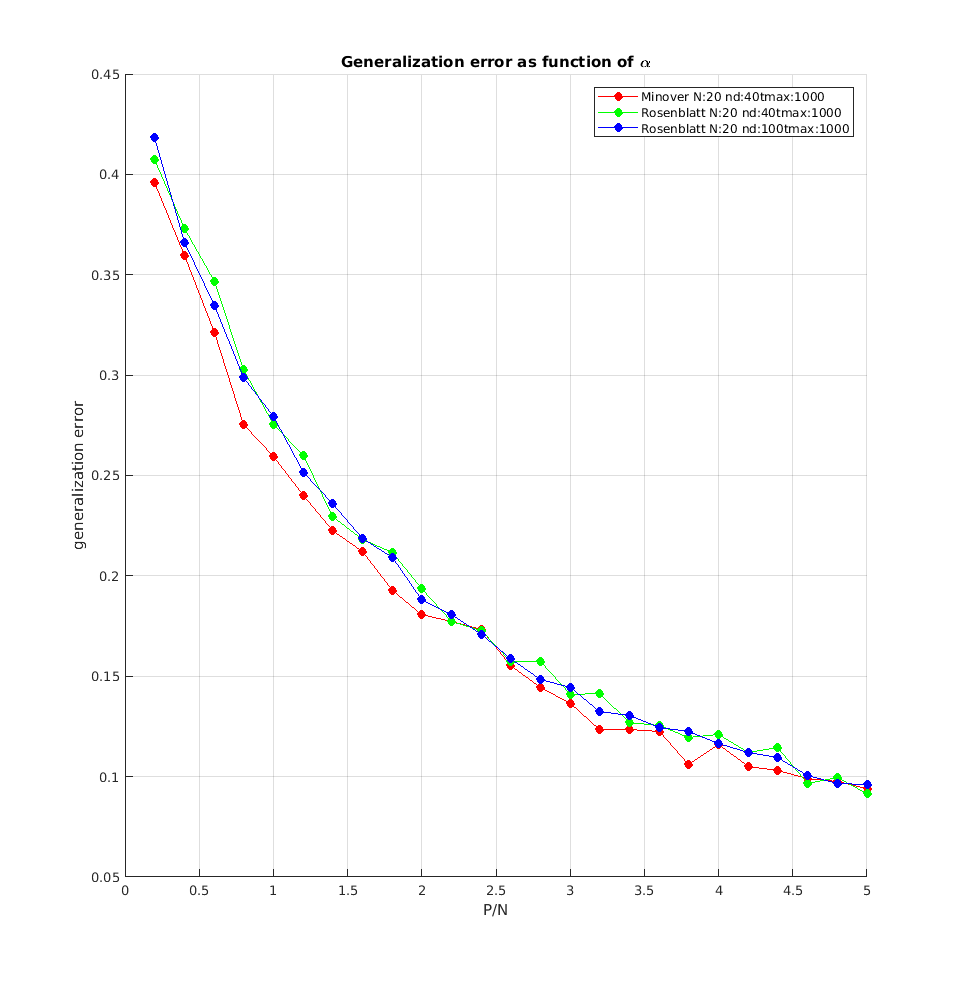 Generalization error as function of α
0.45
0.4
0.35
0.3
0.25
0.2
0.15
0.1
0.05
generalization error
Minover N:20 nd:40tmax:1000
Rosenblatt N:20 nd:40tmax:1000
Rosenblatt N:20 nd:100tmax:1000
0 0.5 1 1.5 2 2.5 3 3.5 4 4.5 5
P/N